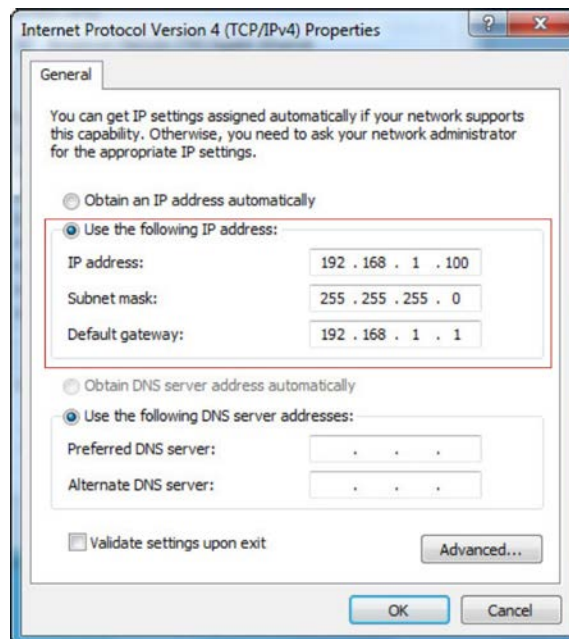 Internet Protocol Version 4 (TCP/IPv4) Properties
?
X
General
You can get IP settings assigned automatically if your network supports
this capability. Otherwise, you need to ask your network administrator
for the appropriate IP settings.
Obtain an IP address automatically
Use the following IP address:
IP address: 192 . 168 . 1 . 100
Subnet mask: 255 . 255 . 255 . 0
Default gateway: 192 . 168 . 1 . 1
Obtain DNS server address automatically
Use the following DNS server addresses:
Preferred DNS server: . . .
Alternate DNS server: . . .
Validate settings upon exit
Advanced...
OK Cancel